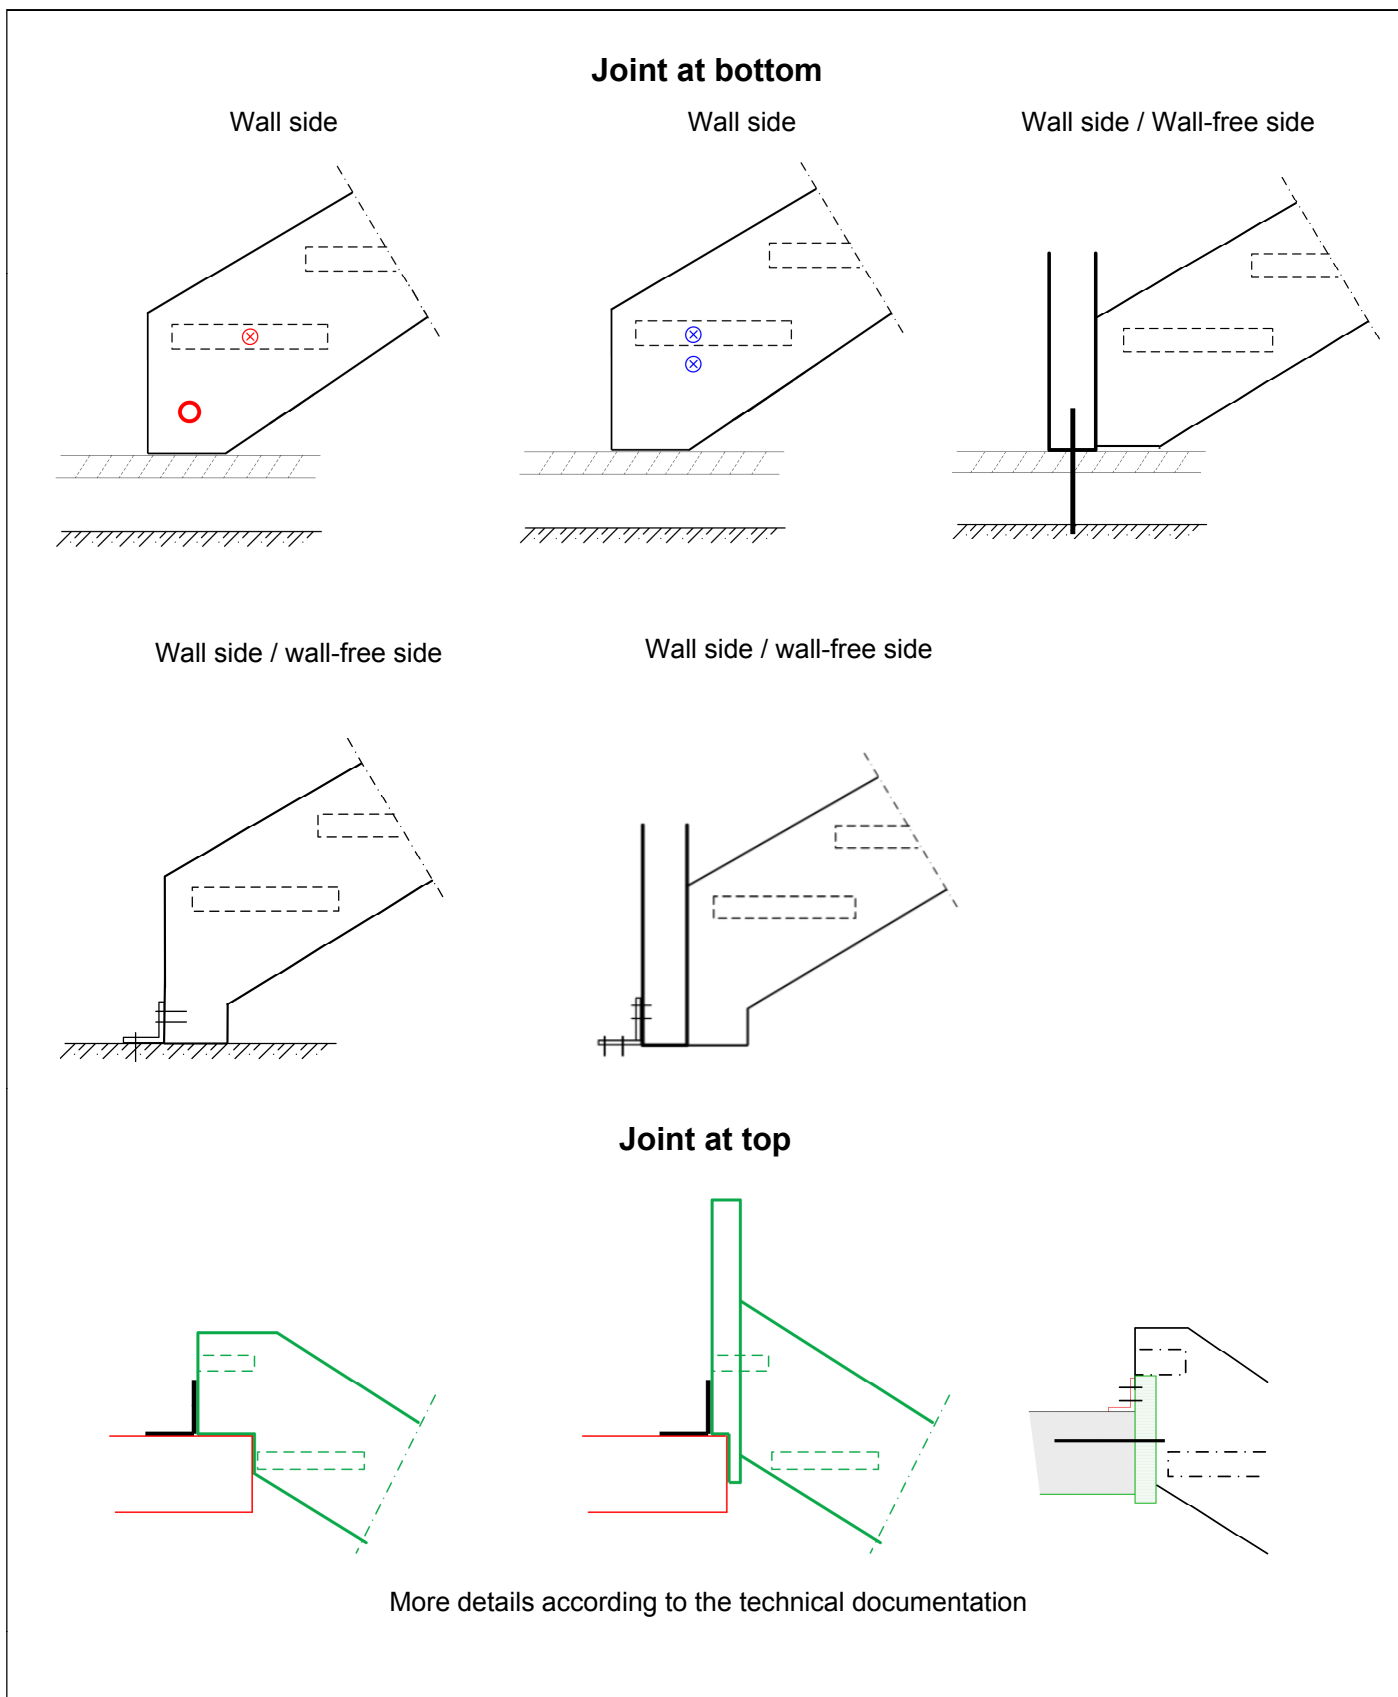 Joint at bottom
Wall side
Wall side
Wall side / Wall-free side
Wall side / wall-free side
Wall side / wall-free side
Joint at top
More details according to the technical documentation